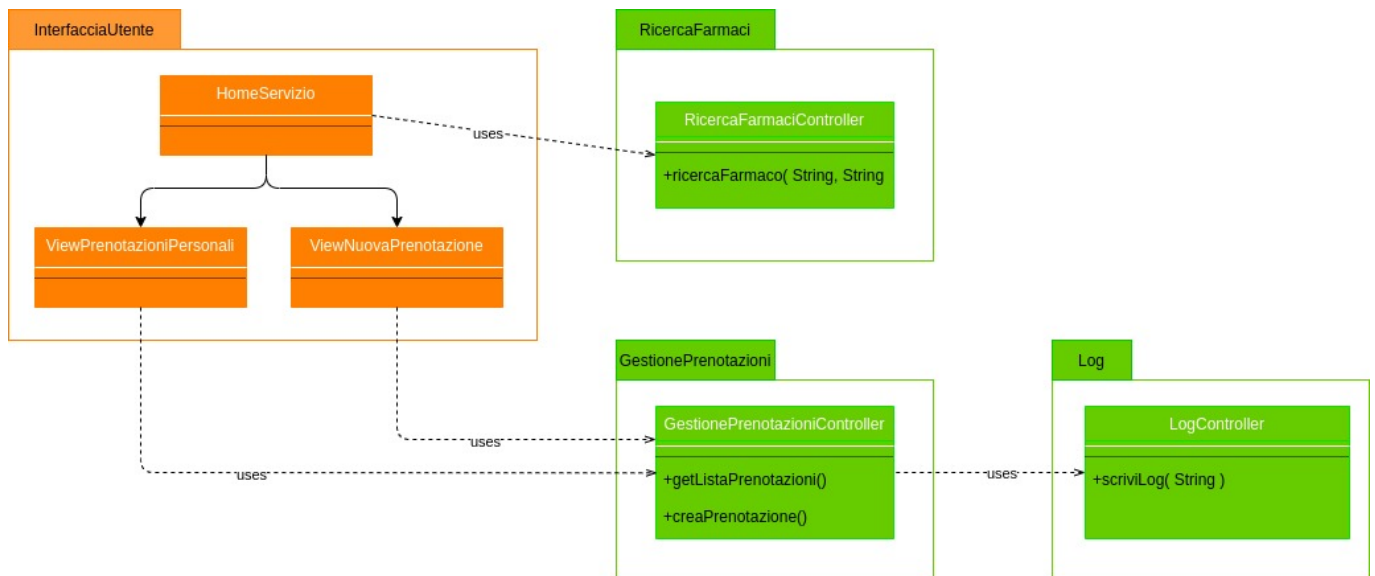 InterfacciaUtente
HomeServizio
ViewPrenotazioniPersonali
ViewNuovaPrenotazione
uses
RicercaFarmaci
RicercaFarmaciController
+ricercaFarmaco( String, String
uses
uses
GestionePrenotazioni
GestionePrenotazioniController
+getListaPrenotazioni()
+creaPrenotazione()
uses
Log
LogController
+scriviLog( String )